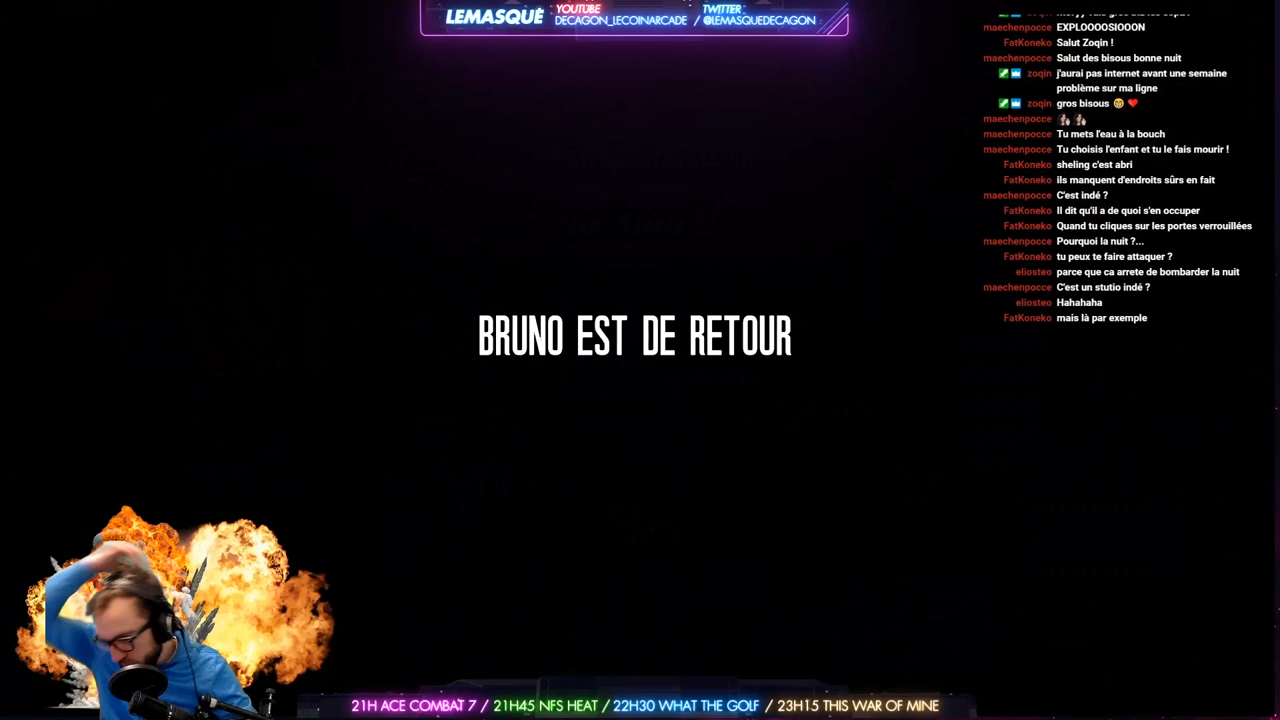 LEMASQUÉ
YOUTUBE
DECAGON_LECOINARCADE
TWITTER
/ @LEMASQUEDECAGON
maechenpocce EXPLOOOOSIOOON
FatKoneko Salut Zoqin !
maechenpocce Salut des bisous bonne nuit
zoqin j'aurai pas internet avant une semaine
problème sur ma ligne
zoqin gros bisous
maechenpocce
maechenpocce Tu mets l'eau à la bouch
maechenpocce Tu choisis l'enfant et tu le fais mourir !
FatKoneko sheling c'est abri
FatKoneko ils manquent d'endroits sûrs en fait
maechenpocce C'est indé ?
FatKoneko Il dit qu'il a de quoi s'en occuper
FatKoneko Quand tu cliques sur les portes verrouillées
maechenpocce Pourquoi la nuit ?...
FatKoneko tu peux te faire attaquer ?
eliosteo parce que ca arrete de bombarder la nuit
maechenpocce C'est un stutio indé ?
eliosteo Hahahaha
FatKoneko mais là par exemple
BRUNO EST DE RETOUR
21H ACE COMBAT 7 / 21H45 NFS HEAT / 22H30 WHAT THE GOLF / 23H15 THIS WAR OF MINE